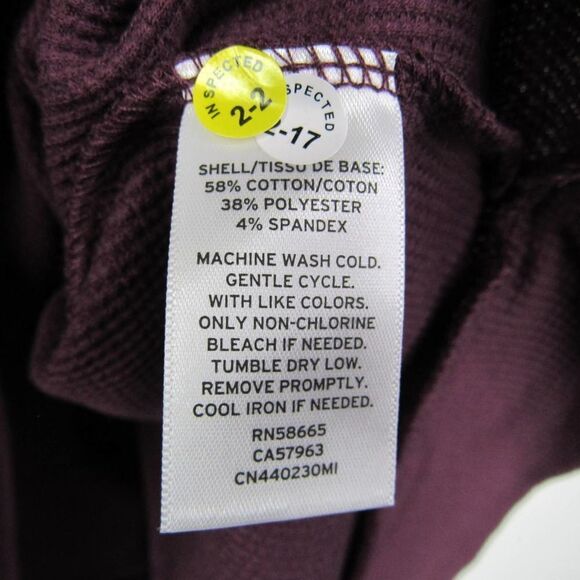 INSPECTED
2-2
SPECTED
-17
SHELL/TISSU DE BASE:
58% COTTON/COTON
38% POLYESTER
4% SPANDEX
MACHINE WASH COLD.
GENTLE CYCLE.
WITH LIKE COLORS.
ONLY NON-CHLORINE
BLEACH IF NEEDED.
TUMBLE DRY LOW.
REMOVE PROMPTLY.
COOL IRON IF NEEDED.
RN58665
CA57963
CN440230MI